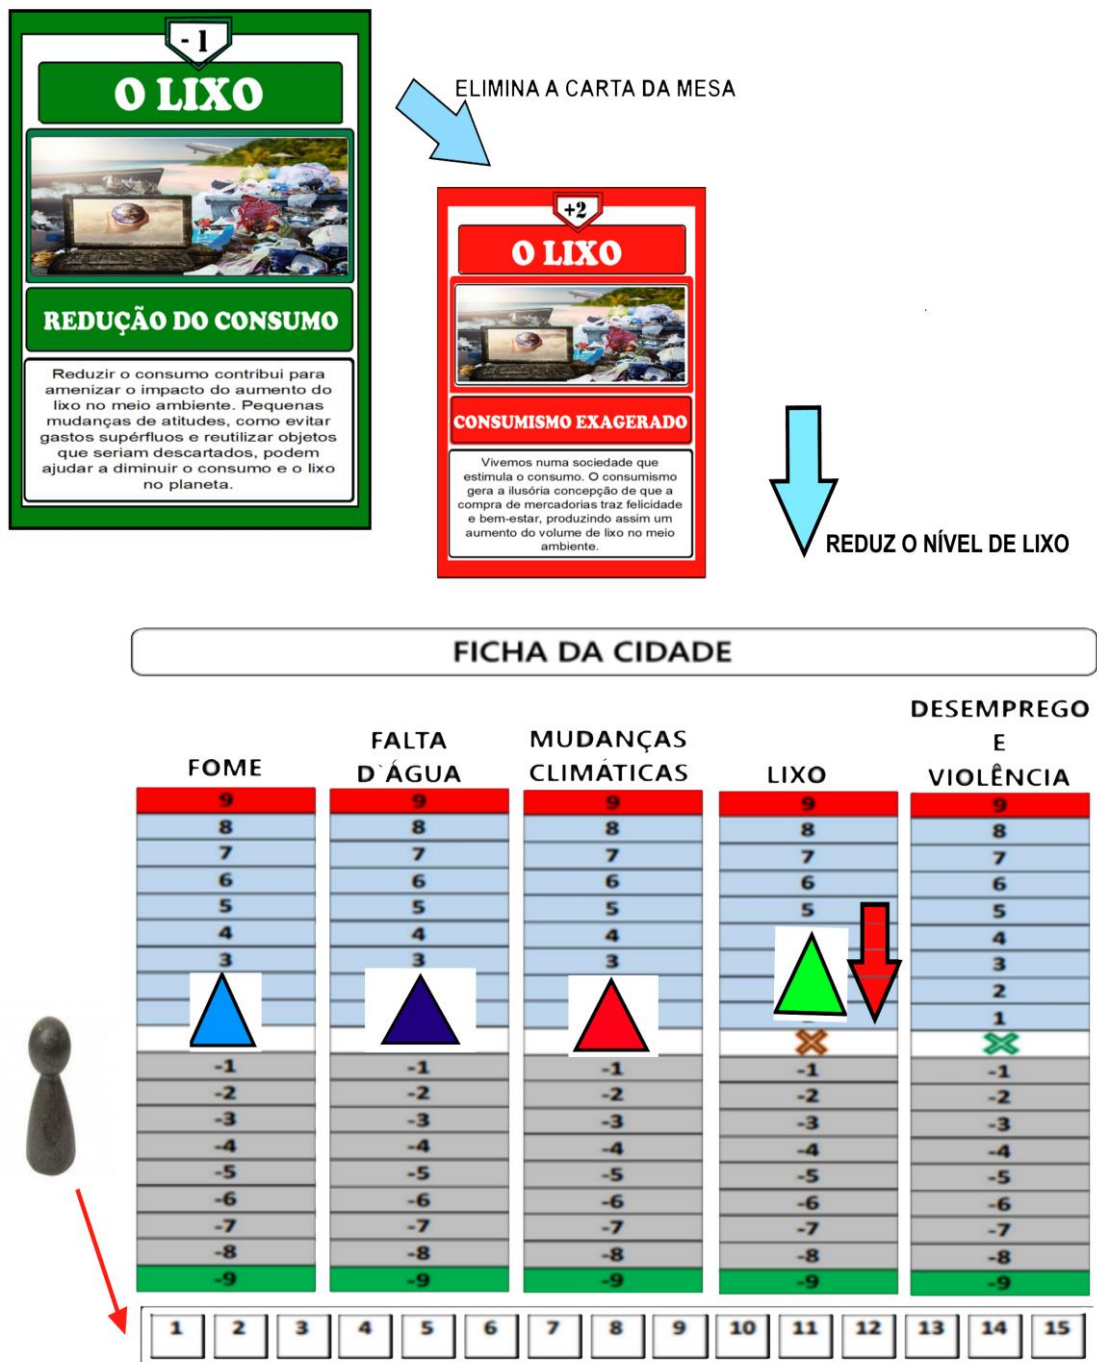 - 1
O LIXO
REDUÇÃO DO CONSUMO
Reduzir o consumo contribui para
amenizar o impacto do aumento do
lixo no meio ambiente. Pequenas
mudanças de atitudes, como evitar
gastos supérfluos e reutilizar objetos
que seriam descartados, podem
ajudar a diminuir o consumo e o lixo
no planeta.
ELIMINA A CARTA DA MESA
+2
O LIXO
CONSUMISMO EXAGERADO
Vivemos numa sociedade que
estimula o consumo. O consumismo
gera a ilusória concepção de que a
compra de mercadorias traz felicidade
e bem-estar, produzindo assim um
aumento do volume de lixo no meio
ambiente.
REDUZ O NÍVEL DE LIXO
FICHA DA CIDADE
FOME
9
8
7
6
5
4
3
-1
-2
-3
-4
-5
-6
-7
-8
-9
FALTA
D`ÁGUA
9
8
7
6
5
4
3
-1
-2
-3
-4
-5
-6
-7
-8
-9
MUDANÇAS
CLIMÁTICAS
9
8
7
6
5
4
3
-1
-2
-3
-4
-5
-6
-7
-8
-9
LIXO
9
8
7
6
5
-1
-2
-3
-4
-5
-6
-7
-8
-9
DESEMPREGO
E
VIOLÊNCIA
9
8
7
6
5
4
3
2
1
-1
-2
-3
-4
-5
-6
-7
-8
-9
1 2 3 4 5 6 7 8 9 10 11 12 13 14 15